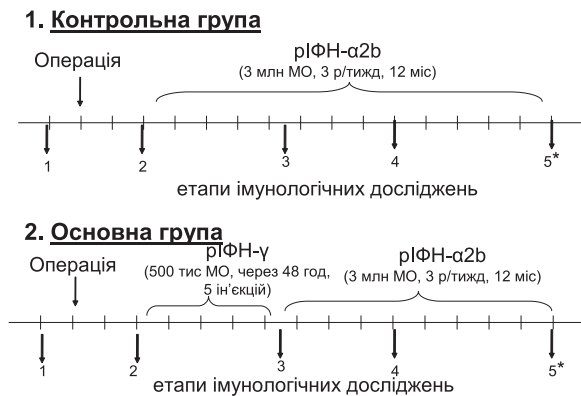 1. Контрольна група
рІФН-α2b
Операція
(3 млн МО, 3 р/тижд, 12 міс)
1 2 3 4 5*
етапи імунологічних досліджень
2. Основна група
рІФН-γ
рІФН-α2b
Операція
(500 тис МО, через 48 год,
5 ін’єкцій)
(3 млн МО, 3 р/тижд, 12 міс)
1 2 3 4 5*
етапи імунологічних досліджень